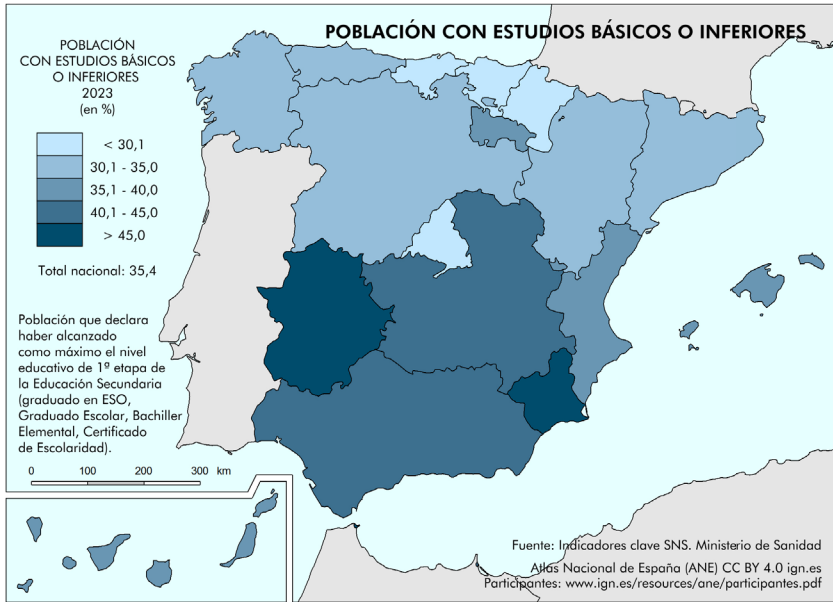 POBLACIÓN CON ESTUDIOS BÁSICOS O INFERIORES
POBLACIÓN
CON ESTUDIOS BÁSICOS
O INFERIORES
2023
(en %)
< 30,1
30,1 - 35,0
35,1 - 40,0
40,1 - 45,0
> 45,0
Total nacional: 35,4
Población que declara
haber alcanzado
como máximo el nivel
educativo de 1ª etapa de
la Educación Secundaria
(graduado en ESO,
Graduado Escolar, Bachiller
Elemental, Certificado
de Escolaridad).
0 100 200 300 km
Fuente: Indicadores clave SNS. Ministerio de Sanidad
Atlas Nacional de España (ANE) CC BY 4.0 ign.es
Participantes: www.ign.es/resources/ane/participantes.pdf